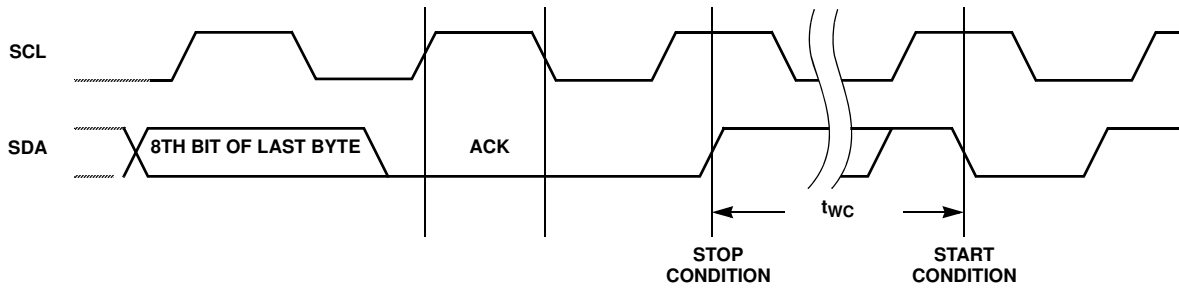 SCL
SDA
8TH BIT OF LAST BYTE
ACK
tWC
STOP
CONDITION
START
CONDITION